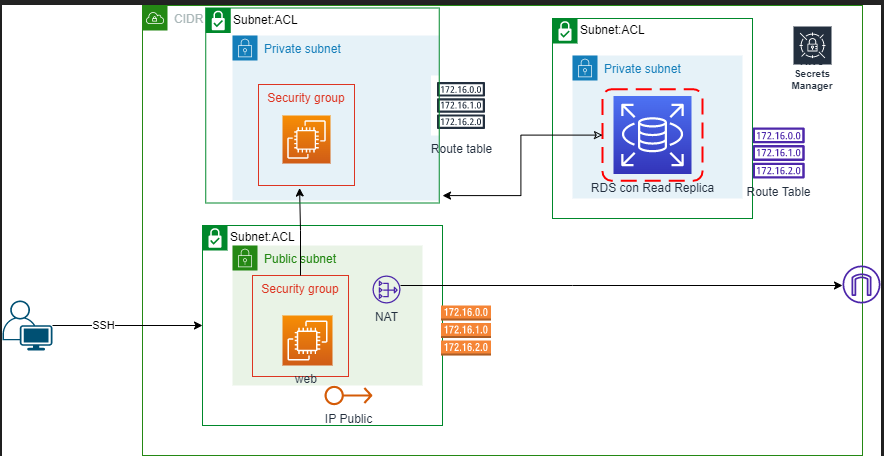 CIDR
Subnet:ACL
Private subnet
Security group
172.16.0.0
172.16.1.0
172.16.2.0
Route table
Subnet:ACL
Private subnet
RDS con Read Replica
172.16.0.0
172.16.1.0
172.16.2.0
Route Table
Secrets
Manager
Subnet:ACL
Public subnet
Security group
web
NAT
IP Public
172.16.0.0
172.16.1.0
172.16.2.0
SSH